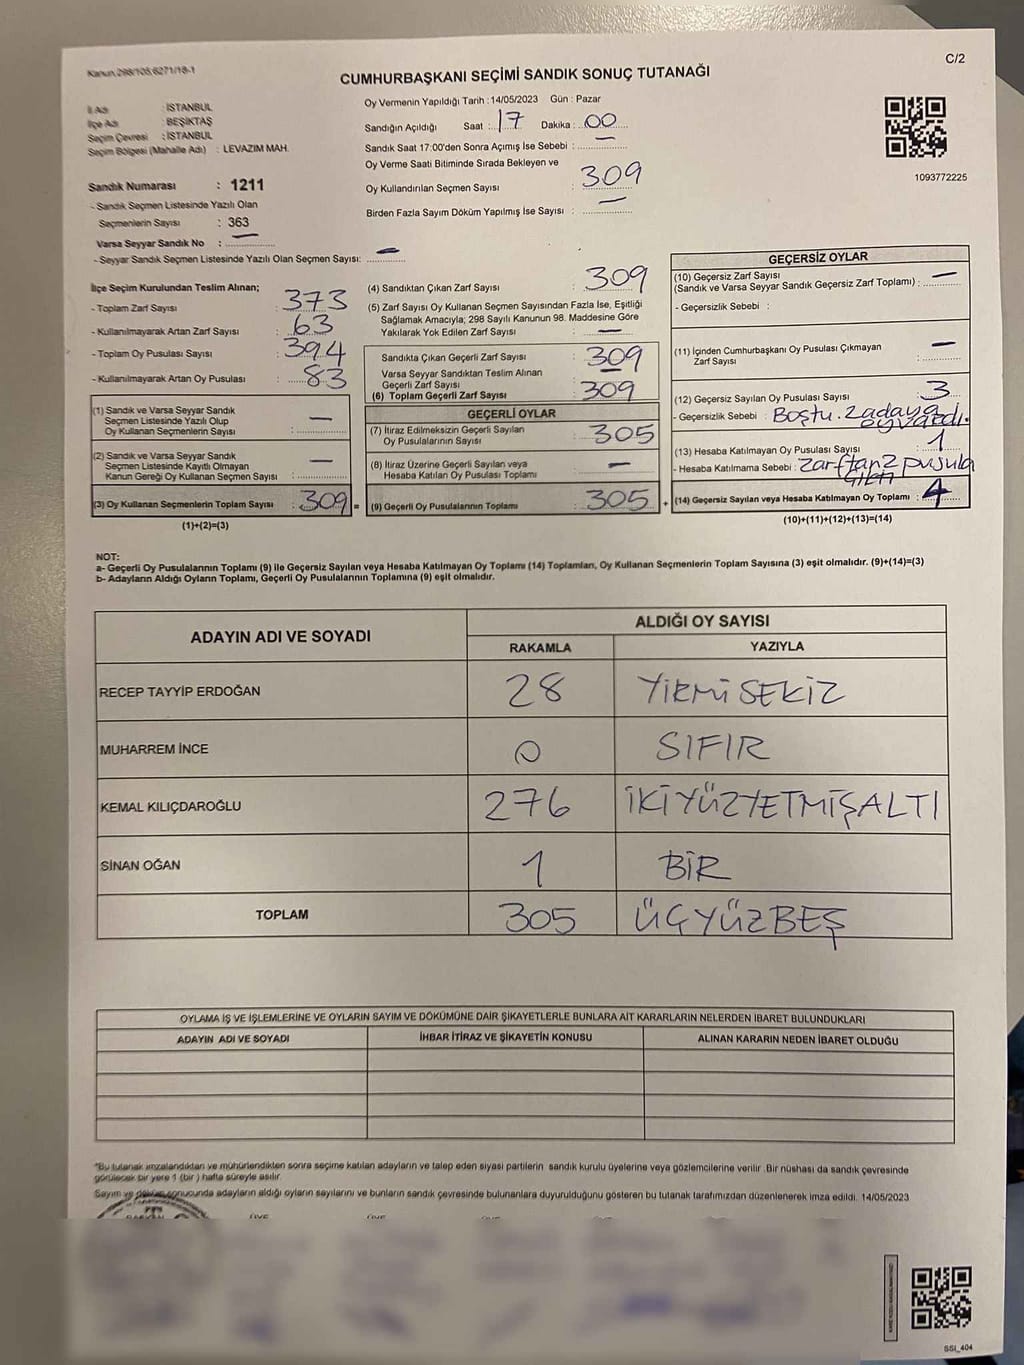 Kanun.298/105;6271/18-1
C/2
CUMHURBAŞKANI SEÇİMİ SANDIK SONUÇ TUTANAĞI
İl Adı : İSTANBUL
İlçe Adı : BEŞİKTAŞ
Seçim Çevresi : İSTANBUL
Seçim Bölgesi (Mahalle Adı) : LEVAZIM MAH.
Sandık Numarası : 1211
- Sandık Seçmen Listesinde Yazılı Olan
Seçmenlerin Sayısı : 363
Varsa Seyyar Sandık No : —
- Seyyar Sandık Seçmen Listesinde Yazılı Olan Seçmen Sayısı: —
Oy Vermenin Yapıldığı Tarih :14/05/2023 Gün : Pazar
Sandığın Açıldığı Saat : 17 Dakika : 00
Sandık Saat 17:00'den Sonra Açımış İse Sebebi : —
Oy Verme Saati Bitiminde Sırada Bekleyen ve
Oy Kullandırılan Seçmen Sayısı : 309
Birden Fazla Sayım Döküm Yapılmış İse Sayısı : —
1093772225
İlçe Seçim Kurulundan Teslim Alınan;
- Toplam Zarf Sayısı : 373
- Kullanılmayarak Artan Zarf Sayısı : 63
- Toplam Oy Pusulası Sayısı : 394
- Kullanılmayarak Artan Oy Pusulası : 83
(1) Sandık ve Varsa Seyyar Sandık
Seçmen Listesinde Yazılı Olup
Oy Kullanan Seçmenlerin Sayısı : —
(2) Sandık ve Varsa Seyyar Sandık
Seçmen Listesinde Kayıtlı Olmayan
Kanun Gereği Oy Kullanan Seçmen Sayısı : —
(3) Oy Kullanan Seçmenlerin Toplam Sayısı : 309 =
(1)+(2)=(3)
(4) Sandıktan Çıkan Zarf Sayısı : 309
(5) Zarf Sayısı Oy Kullanan Seçmen Sayısından Fazla İse, Eşitliği
Sağlamak Amacıyla; 298 Sayılı Kanunun 98. Maddesine Göre
Yakılarak Yok Edilen Zarf Sayısı : —
Sandıkta Çıkan Geçerli Zarf Sayısı : 309
Varsa Seyyar Sandıktan Teslim Alınan
Geçerli Zarf Sayısı : —
(6) Toplam Geçerli Zarf Sayısı : 309
GEÇERLİ OYLAR
(7) İtiraz Edilmeksizin Geçerli Sayılan
Oy Pusulalarının Sayısı : 305
(8) İtiraz Üzerine Geçerli Sayılan veya
Hesaba Katılan Oy Pusulası Toplamı : —
(9) Geçerli Oy Pusulalarının Toplamı : 305 +
GEÇERSİZ OYLAR
(10) Geçersiz Zarf Sayısı
(Sandık ve Varsa Seyyar Sandık Geçersiz Zarf Toplamı) : —
- Geçersizlik Sebebi :
(11) İçinden Cumhurbaşkanı Oy Pusulası Çıkmayan
Zarf Sayısı : —
(12) Geçersiz Sayılan Oy Pusulası Sayısı : 3
- Geçersizlik Sebebi : Boştu. 2 adaya
oy vardı.
(13) Hesaba Katılmayan Oy Pusulası Sayısı : 1
- Hesaba Katılmama Sebebi : Zarftan 2 pusula
çıktı
(14) Geçersiz Sayılan veya Hesaba Katılmayan Oy Toplamı : 4
(10)+(11)+(12)+(13)=(14)
NOT:
a- Geçerli Oy Pusulalarının Toplamı (9) ile Geçersiz Sayılan veya Hesaba Katılmayan Oy Toplamı (14) Toplamları, Oy Kullanan Seçmenlerin Toplam Sayısına (3) eşit olmalıdır. (9)+(14)=(3)
b- Adayların Aldığı Oyların Toplamı, Geçerli Oy Pusulalarının Toplamına (9) eşit olmalıdır.
ADAYIN ADI VE SOYADI
ALDIĞI OY SAYISI
RAKAMLA YAZIYLA
RECEP TAYYİP ERDOĞAN 28 YİRMİSEKİZ
MUHARREM İNCE 0 SIFIR
KEMAL KILIÇDAROĞLU 276 İKİYÜZYETMİŞALTI
SİNAN OĞAN 1 BİR
TOPLAM 305 ÜÇYÜZBEŞ
OYLAMA İŞ VE İŞLEMLERİNE VE OYLARIN SAYIM VE DÖKÜMÜNE DAİR ŞİKAYETLERLE BUNLARA AİT KARARLARIN NELERDEN İBARET BULUNDUKLARI
ADAYIN ADI VE SOYADI İHBAR İTİRAZ VE ŞİKAYETİN KONUSU ALINAN KARARIN NEDEN İBARET OLDUĞU
*Bu tutanak imzalandıktan ve mühürlendikten sonra seçime katılan adayların ve talep eden siyasi partilerin sandık kurulu üyelerine veya gözlemcilerine verilir .Bir nüshası da sandık çevresinde
görülecek bir yere 1 (bir ) hafta süreyle asılır.
Sayım ve döküm sonucunda adayların aldığı oyların sayılarını ve bunların sandık çevresinde bulunanlara duyurulduğunu gösteren bu tutanak tarafımızdan düzenlenerek imza edildi. 14/05/2023
SSI_404